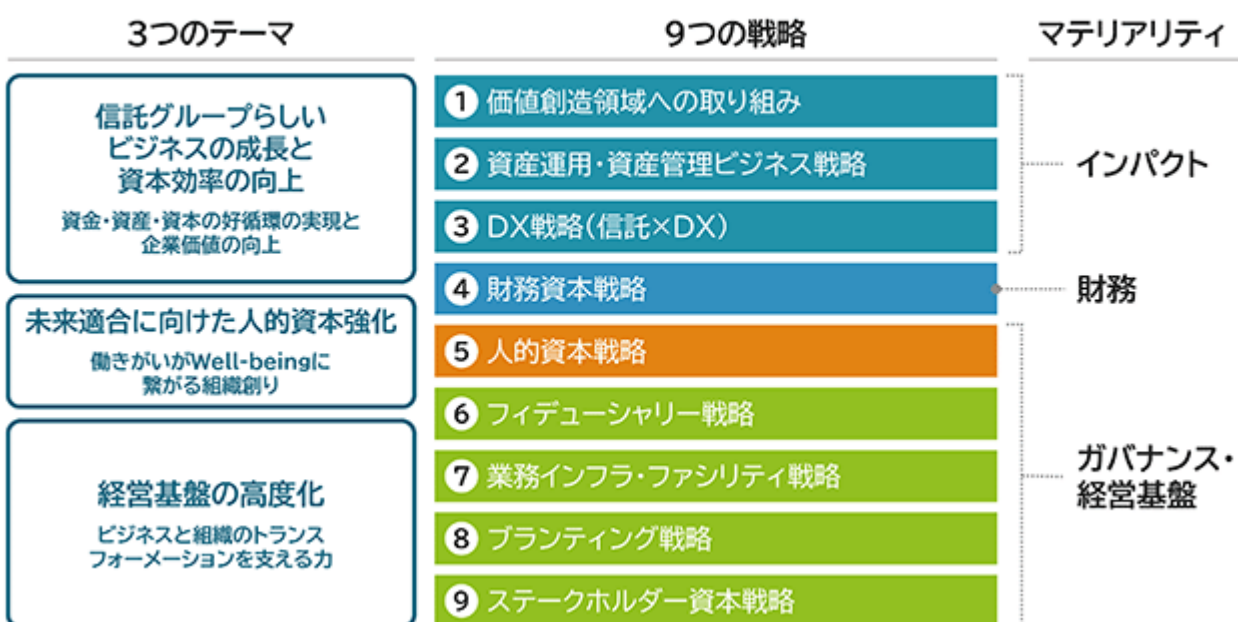 3つのテーマ
9つの戦略
マテリアリティ
信託グループらしい
ビジネスの成長と
資本効率の向上
資金・資産・資本の好循環の実現と
企業価値の向上
未来適合に向けた人的資本強化
働きがいがWell-beingに
繋がる組織創り
経営基盤の高度化
ビジネスと組織のトランス
フォーメーションを支える力
1 価値創造領域への取り組み
2 資産運用・資産管理ビジネス戦略
3 DX戦略(信託×DX)
4 財務資本戦略
5 人的資本戦略
6 フィデューシャリー戦略
7 業務インフラ・ファシリティ戦略
8 ブランディング戦略
9 ステークホルダー資本戦略
インパクト
財務
ガバナンス・
経営基盤